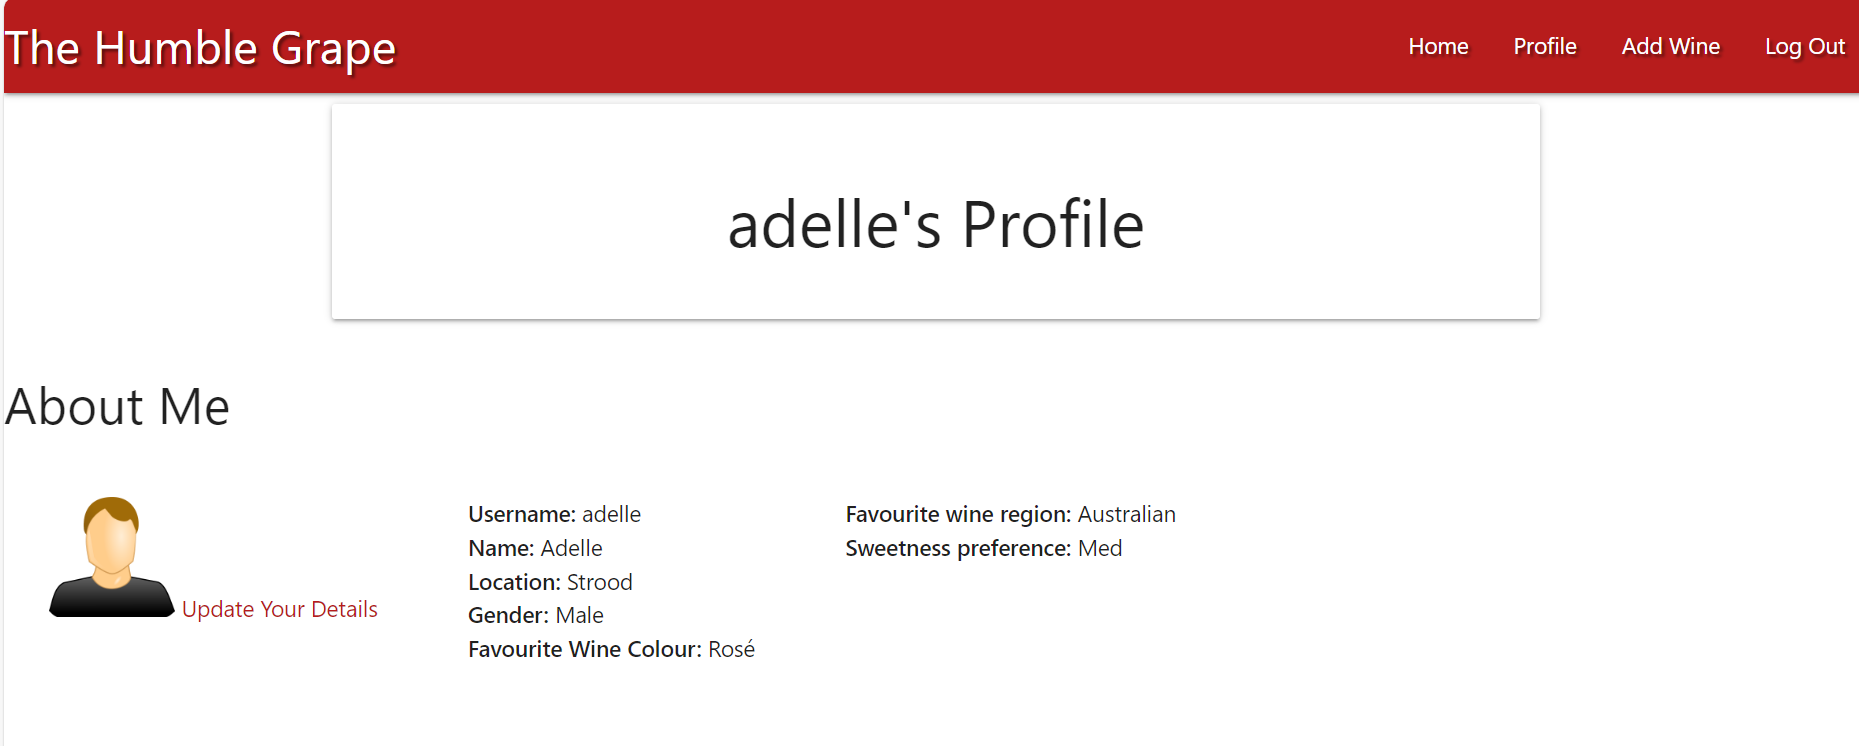 The Humble Grape
Home Profile Add Wine Log Out
adelle's Profile
About Me
Update Your Details
Username: adelle
Name: Adelle
Location: Strood
Gender: Male
Favourite Wine Colour: Rosé
Favourite wine region: Australian
Sweetness preference: Med